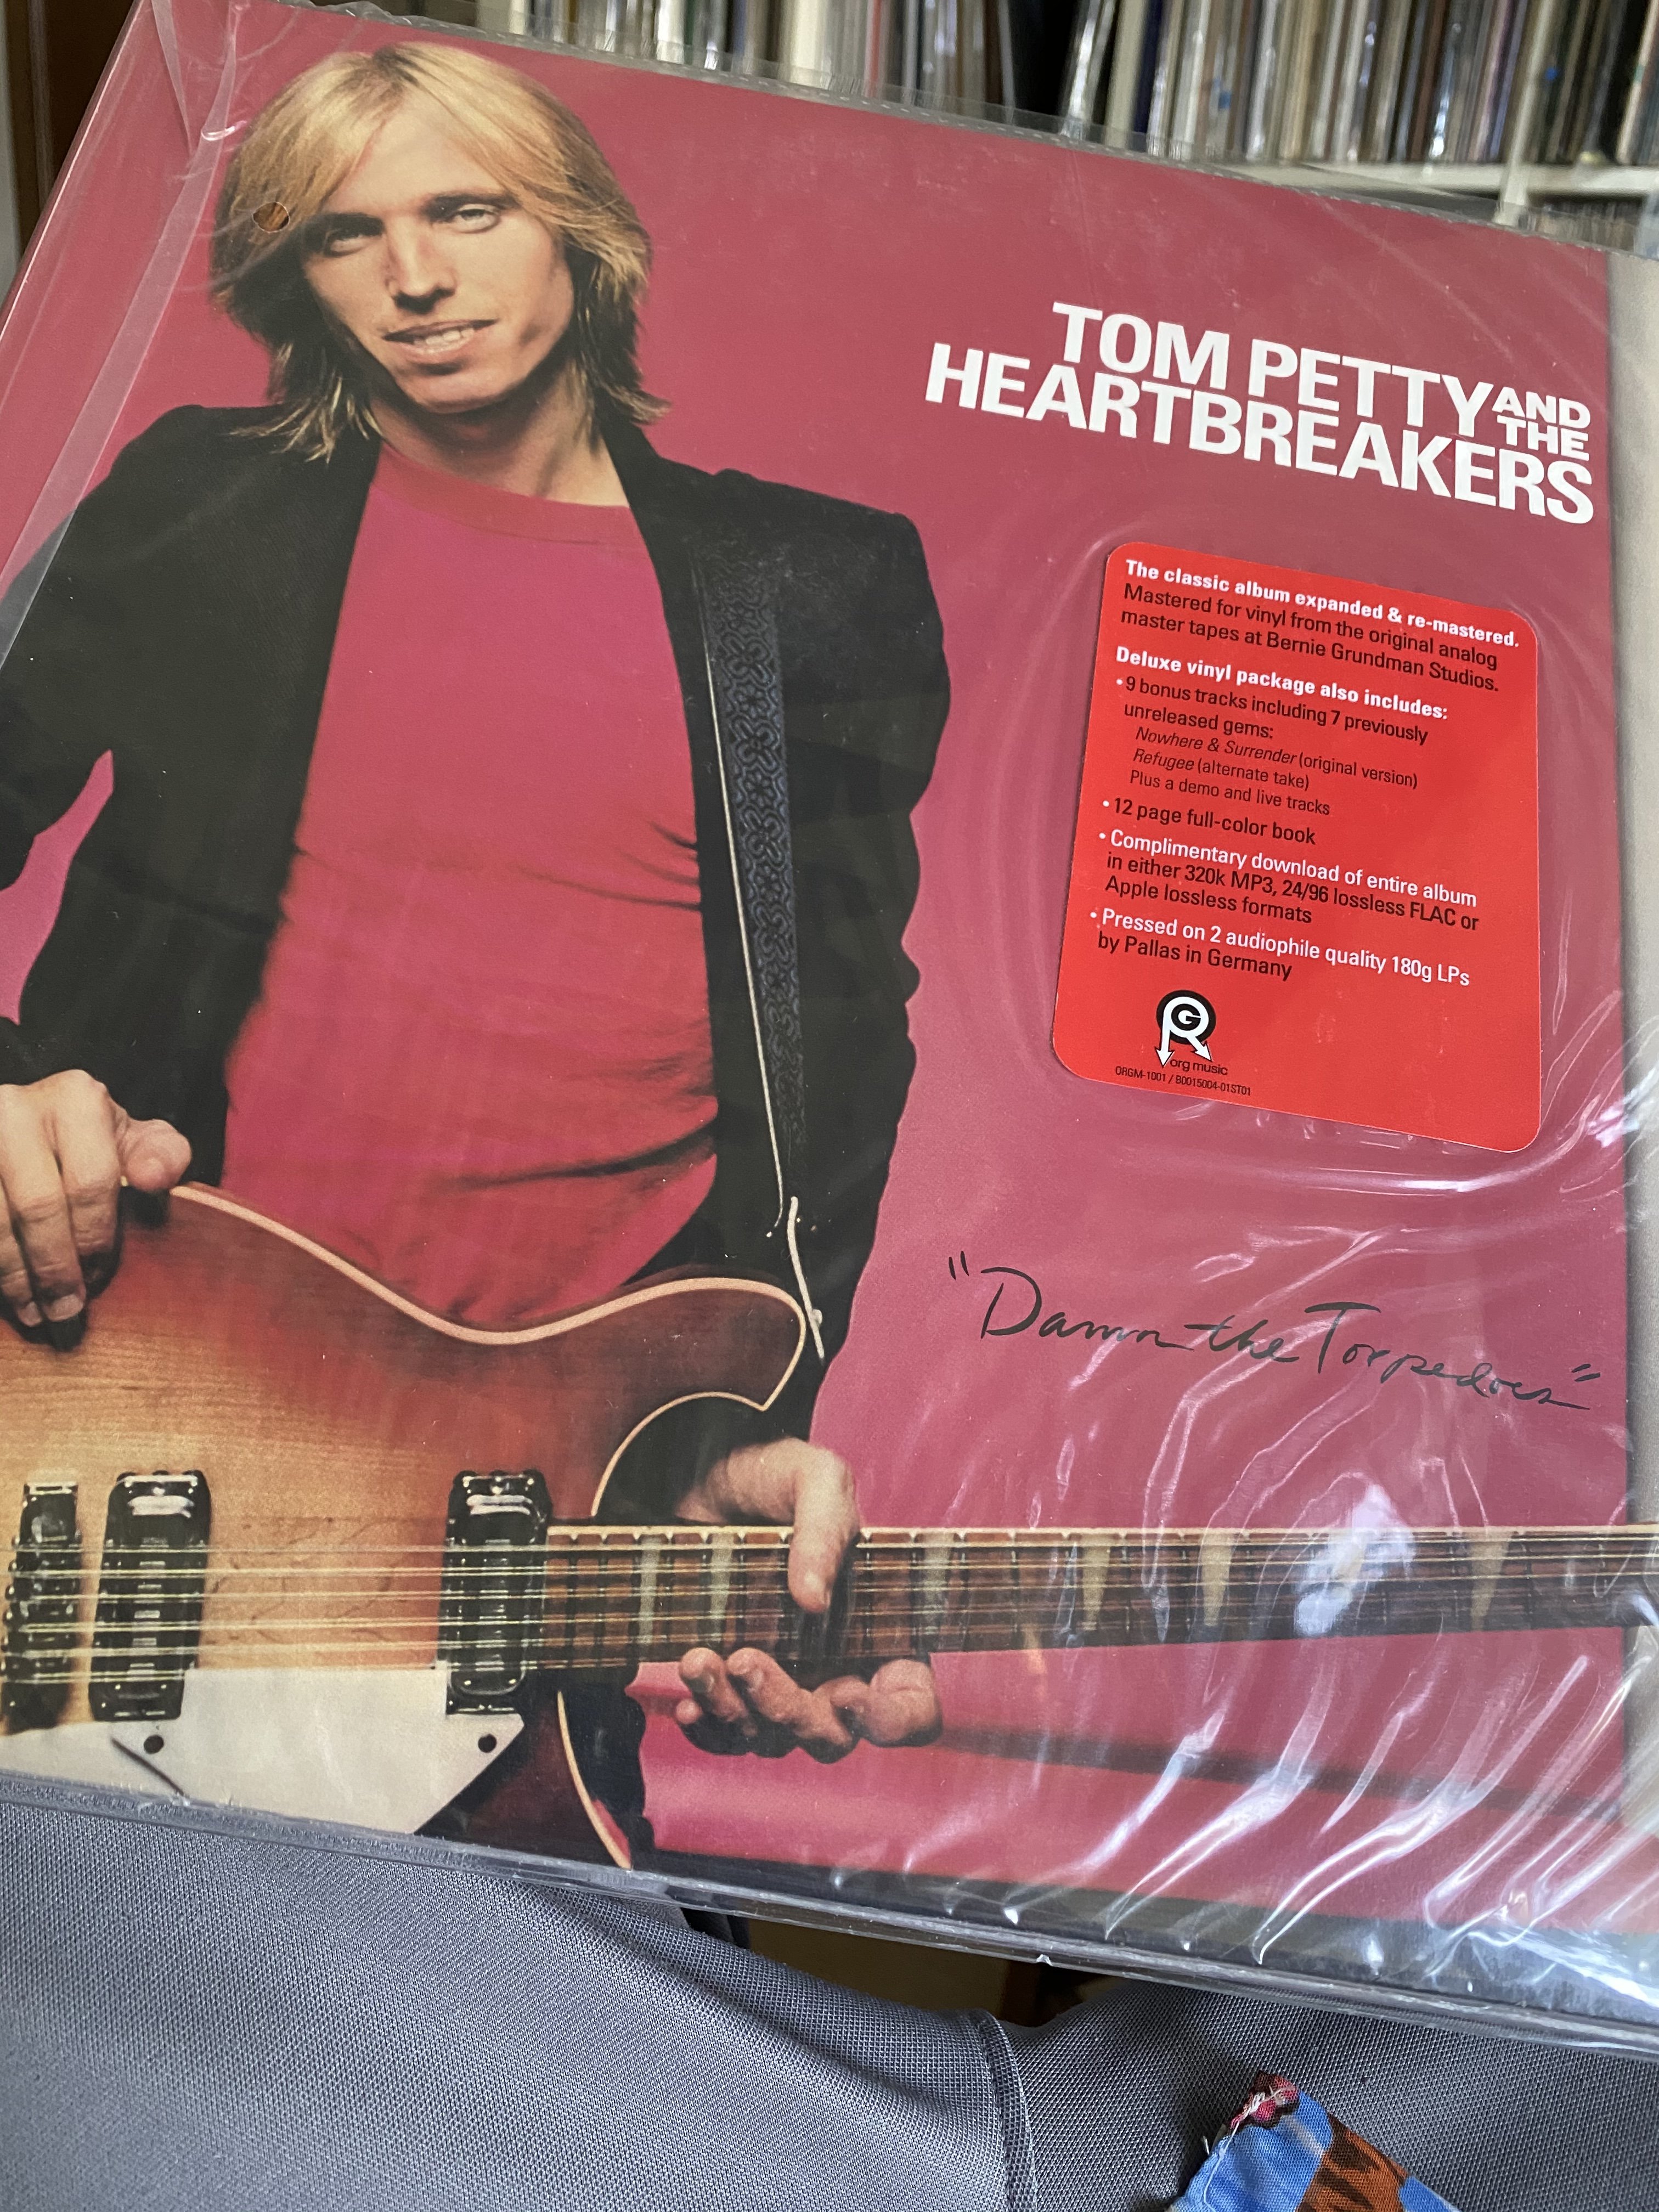 TOM PETTY AND THE
HEARTBREAKERS
The classic album expanded & re-mastered.
Mastered for vinyl from the original analog
master tapes at Bernie Grundman Studios.
Deluxe vinyl package also includes:
• 9 bonus tracks including 7 previously
unreleased gems:
Nowhere & Surrender (original version)
Refugee (alternate take)
Plus a demo and live tracks
• 12 page full-color book
• Complimentary download of entire album
in either 320k MP3, 24/96 lossless FLAC or
Apple lossless formats
• Pressed on 2 audiophile quality 180g LPs
by Pallas in Germany
ORG
org music
ORGM-1001 / B0015004-01ST01
"Damn the Torpedoes"